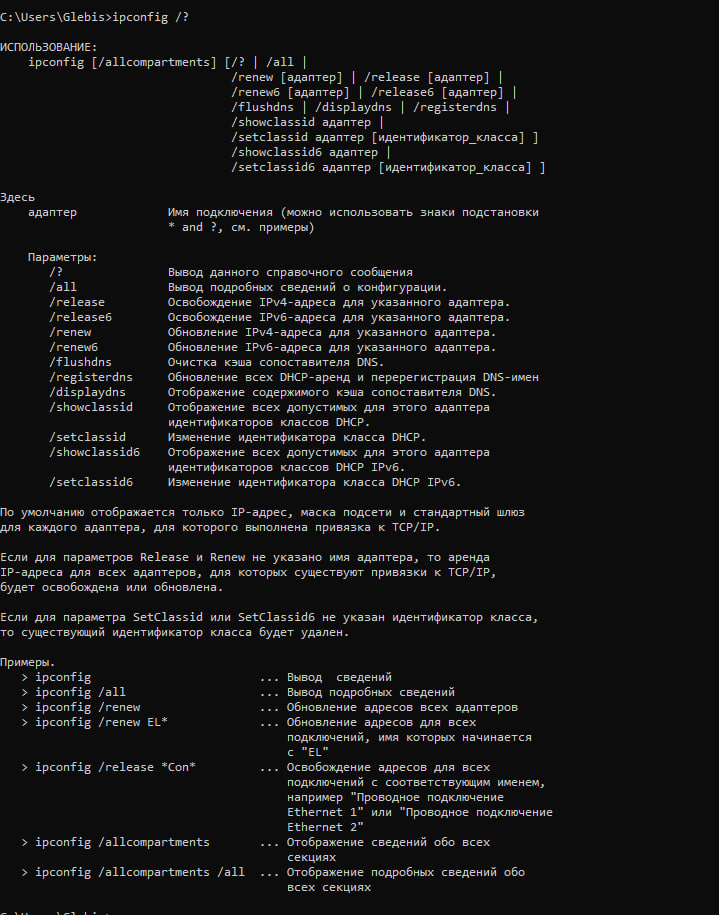 C:\Users\Glebis>ipconfig /?
ИСПОЛЬЗОВАНИЕ:
ipconfig [/allcompartments] [/? | /all |
/renew [адаптер] | /release [адаптер] |
/renew6 [адаптер] | /release6 [адаптер] |
/flushdns | /displaydns | /registerdns |
/showclassid адаптер |
/setclassid адаптер [идентификатор_класса] ]
/showclassid6 адаптер |
/setclassid6 адаптер [идентификатор_класса] ]
Здесь
адаптер Имя подключения (можно использовать знаки подстановки
* and ?, см. примеры)
Параметры:
/? Вывод данного справочного сообщения
/all Вывод подробных сведений о конфигурации.
/release Освобождение IPv4-адреса для указанного адаптера.
/release6 Освобождение IPv6-адреса для указанного адаптера.
/renew Обновление IPv4-адреса для указанного адаптера.
/renew6 Обновление IPv6-адреса для указанного адаптера.
/flushdns Очистка кэша сопоставителя DNS.
/registerdns Обновление всех DHCP-аренд и перерегистрация DNS-имен
/displaydns Отображение содержимого кэша сопоставителя DNS.
/showclassid Отображение всех допустимых для этого адаптера
идентификаторов классов DHCP.
/setclassid Изменение идентификатора класса DHCP.
/showclassid6 Отображение всех допустимых для этого адаптера
идентификаторов классов DHCP IPv6.
/setclassid6 Изменение идентификатора класса DHCP IPv6.
По умолчанию отображается только IP-адрес, маска подсети и стандартный шлюз
для каждого адаптера, для которого выполнена привязка к TCP/IP.
Если для параметров Release и Renew не указано имя адаптера, то аренда
IP-адреса для всех адаптеров, для которых существуют привязки к TCP/IP,
будет освобождена или обновлена.
Если для параметра SetClassid или SetClassid6 не указан идентификатор класса,
то существующий идентификатор класса будет удален.
Примеры.
> ipconfig ... Вывод  сведений
> ipconfig /all ... Вывод подробных сведений
> ipconfig /renew ... Обновление адресов всех адаптеров
> ipconfig /renew EL* ... Обновление адресов для всех
подключений, имя которых начинается
с "EL"
> ipconfig /release *Con* ... Освобождение адресов для всех
подключений с соответствующим именем,
например "Проводное подключение
Ethernet 1" или "Проводное подключение
Ethernet 2"
> ipconfig /allcompartments ... Отображение сведений обо всех
секциях
> ipconfig /allcompartments /all ... Отображение подробных сведений обо
всех секциях